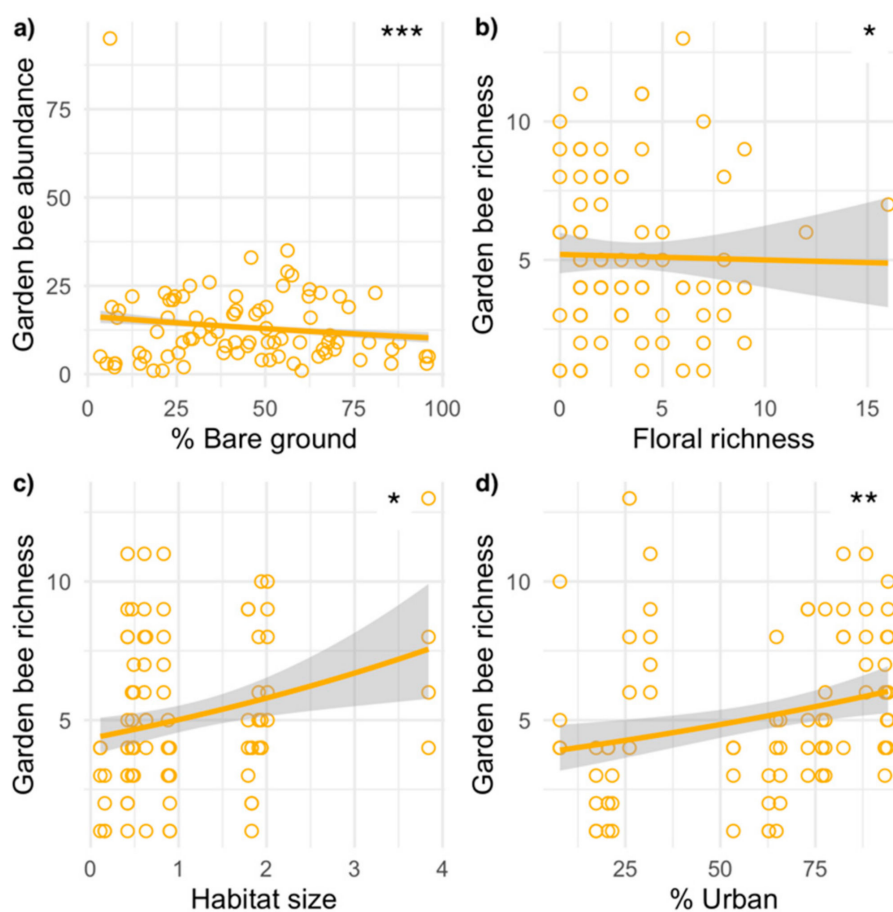 a)
***
Garden bee abundance
75
50
25
0
0 25 50 75 100
% Bare ground
b)
*
Garden bee richness
10
5
0 5 10 15
Floral richness
c)
*
Garden bee richness
10
5
0 1 2 3 4
Habitat size
d)
**
Garden bee richness
10
5
25 50 75
% Urban